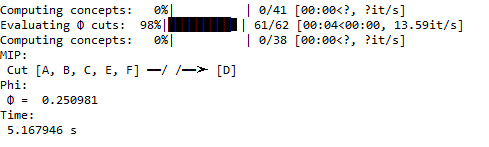 Computing concepts:   0%|          | 0/41 [00:00<?, ?it/s]
Evaluating Φ cuts:  98%|█████████▊| 61/62 [00:04<00:00, 13.59it/s]
Computing concepts:   0%|          | 0/38 [00:00<?, ?it/s]
MIP:
 Cut [A, B, C, E, F] ━━/ /━━➤ [D]
Phi:
 Φ =  0.250981
Time:
 5.167946 s